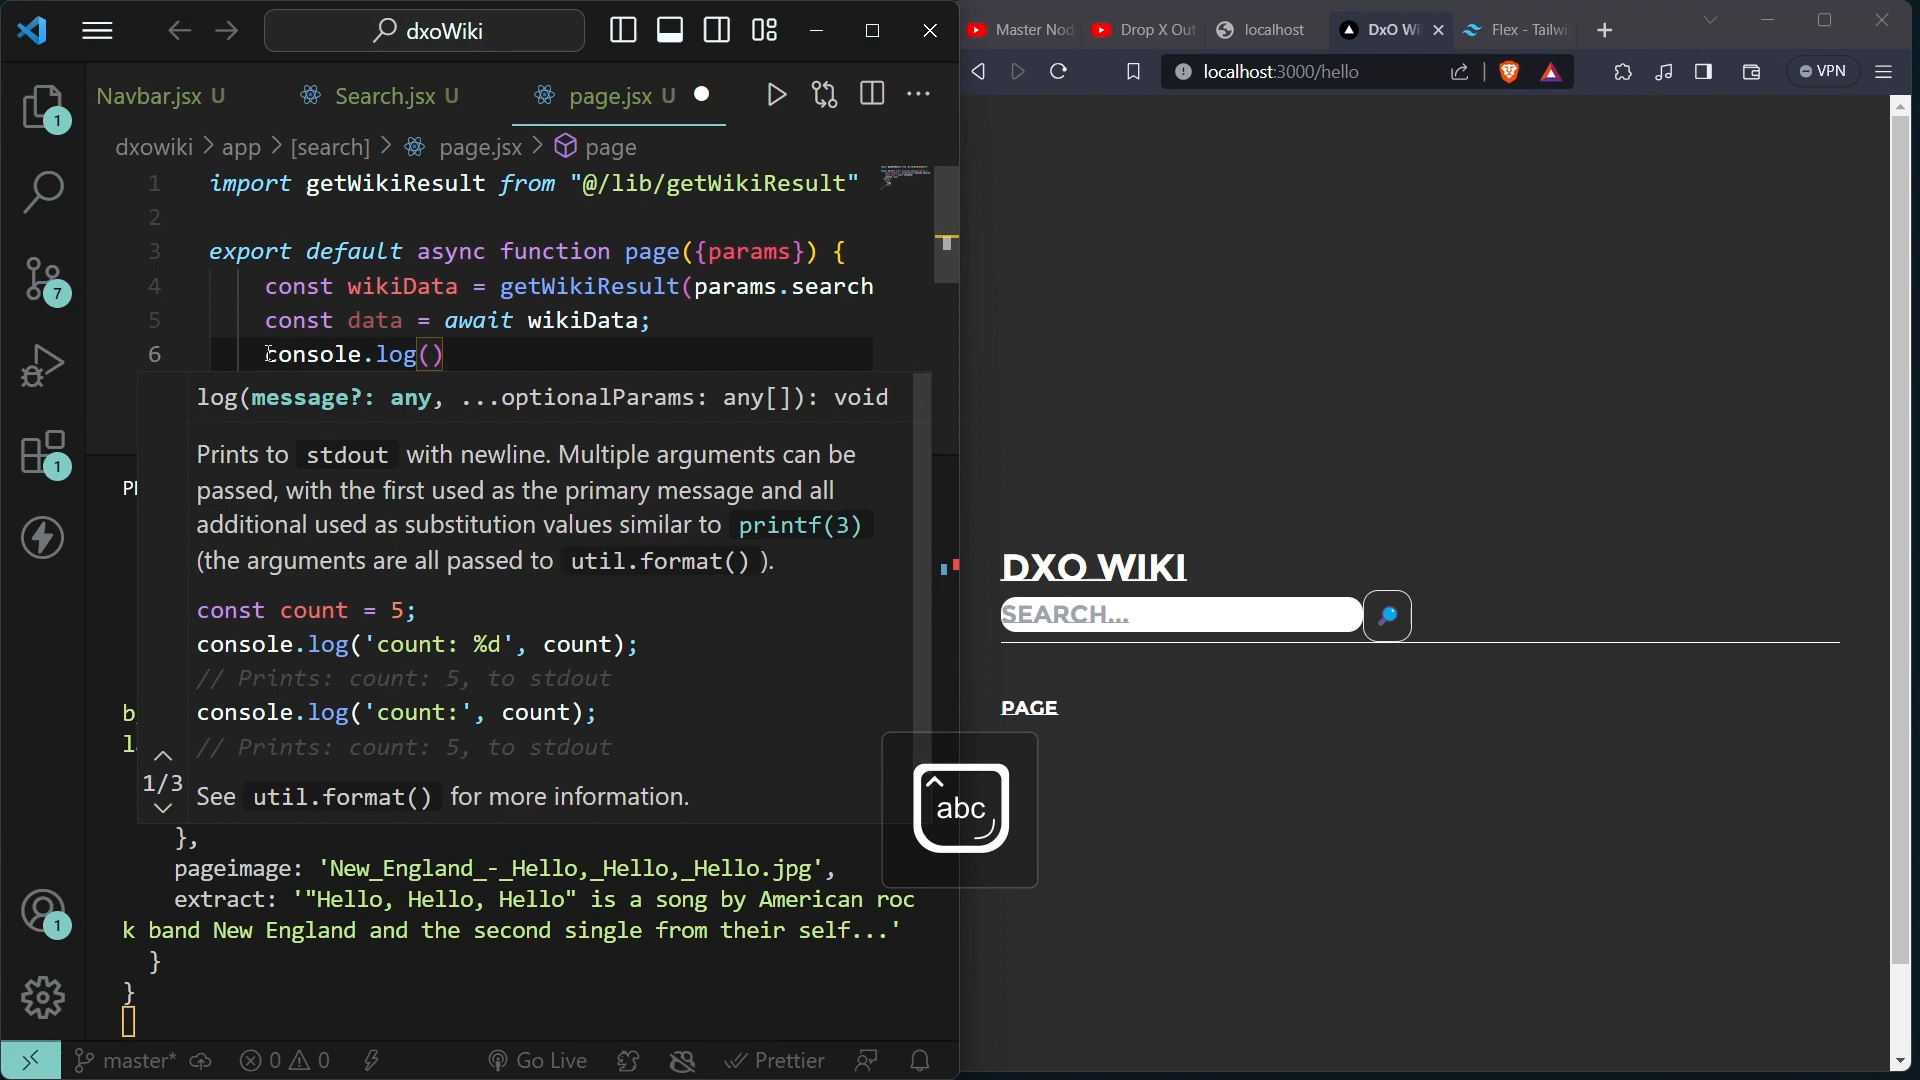 dxoWiki
Navbar.jsx U
Search.jsx U
page.jsx U
dxowiki > app > [search] > page.jsx > page
1 import getWikiResult from "@/lib/getWikiResult"
2
3 export default async function page({params}) {
4 const wikiData = getWikiResult(params.search
5 const data = await wikiData;
6 console.log()
log(message?: any, ...optionalParams: any[]): void
Prints to stdout with newline. Multiple arguments can be
passed, with the first used as the primary message and all
additional used as substitution values similar to printf(3)
(the arguments are all passed to util.format() ).
const count = 5;
console.log('count: %d', count);
// Prints: count: 5, to stdout
console.log('count:', count);
// Prints: count: 5, to stdout
1/3
See util.format() for more information.
},
pageimage: 'New_England_-_Hello,_Hello,_Hello.jpg',
extract: '"Hello, Hello, Hello" is a song by American roc
k band New England and the second single from their self...'
}
}
master*
0
0
Go Live
Prettier
1
7
1
1
Master Nod
Drop X Out
localhost
DxO Wi
Flex - Tailwi
localhost:3000/hello
VPN
DXO WIKI
SEARCH...
PAGE
abc